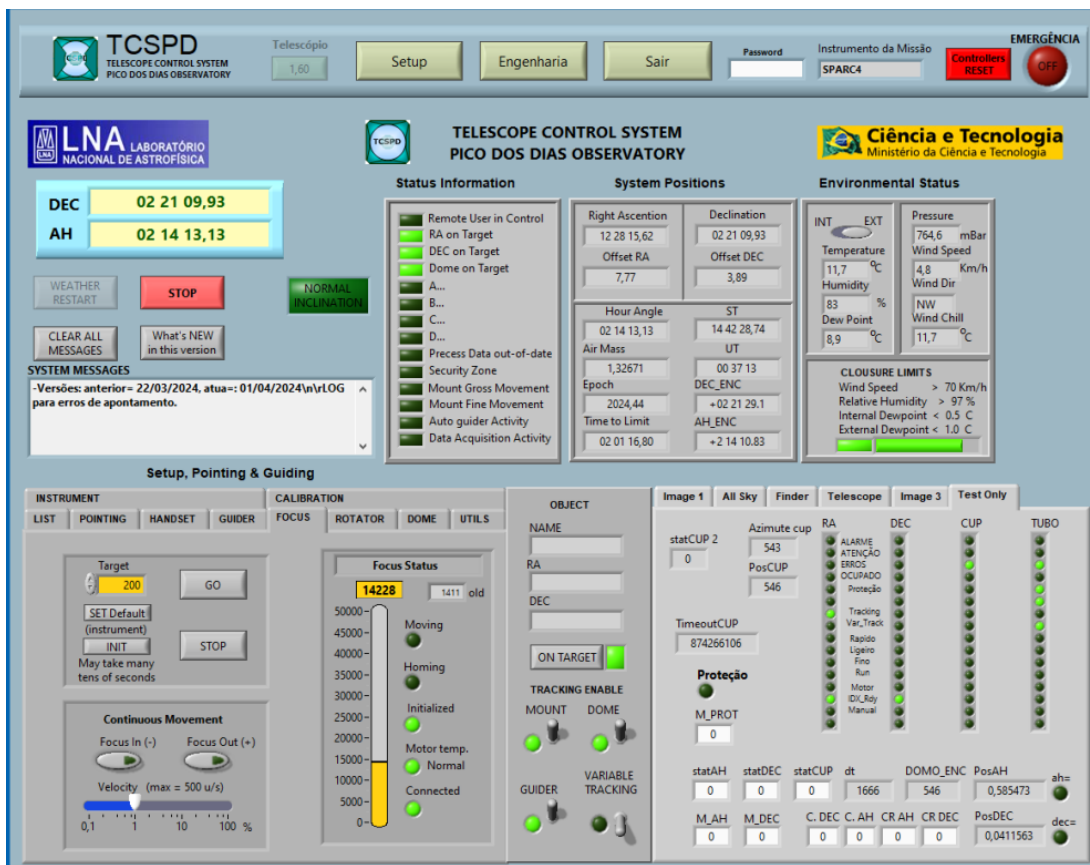 TCSPD
TELESCOPE CONTROL SYSTEM
PICO DOS DIAS OBSERVATORY
Telescópio
1,60
Setup
Engenharia
Sair
Password
Instrumento da Missão
SPARC4
Controllers
RESET
EMERGÊNCIA
OFF
LNA LABORATÓRIO
NACIONAL DE ASTROFÍSICA
TCSPD
TELESCOPE CONTROL SYSTEM
PICO DOS DIAS OBSERVATORY
Ciência e Tecnologia
Ministério da Ciência e Tecnologia
DEC 02 21 09,93
AH 02 14 13,13
WEATHER
RESTART
STOP
NORMAL
INCLINATION
CLEAR ALL
MESSAGES
What's NEW
in this version
SYSTEM MESSAGES
-Versões: anterior= 22/03/2024, atua=: 01/04/2024\n\rLOG
para erros de apontamento.
Status Information
Remote User in Control
RA on Target
DEC on Target
Dome on Target
A...
B...
C...
D...
Precess Data out-of-date
Security Zone
Mount Gross Movement
Mount Fine Movement
Auto guider Activity
Data Acquisition Activity
System Positions
Right Ascention Declination
12 28 15,62 02 21 09,93
Offset RA Offset DEC
7,77 3,89
Hour Angle ST
02 14 13,13 14 42 28,74
Air Mass UT
1,32671 00 37 13
Epoch DEC_ENC
2024,44 +02 21 29.1
Time to Limit AH_ENC
02 01 16,80 +2 14 10.83
Environmental Status
INT EXT
Temperature
11,7 ºC
Humidity
83 %
Dew Point
8,9 ºC
Pressure
764,6 mBar
Wind Speed
4,8 Km/h
Wind Dir
NW
Wind Chill
11,7 ºC
CLOUSURE LIMITS
Wind Speed > 70 Km/h
Relative Humidity > 97 %
Internal Dewpoint < 0.5 C
External Dewpoint < 1.0 C
Setup, Pointing & Guiding
INSTRUMENT CALIBRATION
LIST POINTING HANDSET GUIDER FOCUS ROTATOR DOME UTILS
Target
200
GO
SET Default
(instrument)
INIT
STOP
May take many
tens of seconds
Continuous Movement
Focus In (-) Focus Out (+)
Velocity (max = 500 u/s)
0,1 1 10 100 %
Focus Status
14228 1411 old
50000
45000
40000
35000
30000
25000
20000
15000
10000
5000
0
Moving
Homing
Initialized
Motor temp.
Normal
Connected
OBJECT
NAME
RA
DEC
ON TARGET
TRACKING ENABLE
MOUNT DOME
GUIDER
VARIABLE
TRACKING
Image 1 All Sky Finder Telescope Image 3 Test Only
statCUP 2
0
Azimute cup
543
PosCUP
546
TimeoutCUP
874266106
Proteção
M_PROT
0
RA DEC CUP TUBO
ALARME
ATENÇÃO
ERROS
OCUPADO
Proteção
Tracking
Var_Track
Rapido
Ligeiro
Fino
Run
Motor
IDX_Rdy
Manual
statAH statDEC statCUP dt DOMO_ENC PosAH ah=
0 0 0 1666 546 0,585473
M_AH M_DEC C. DEC C. AH CR AH CR DEC PosDEC dec=
0 0 0 0 0 0 0,0411563